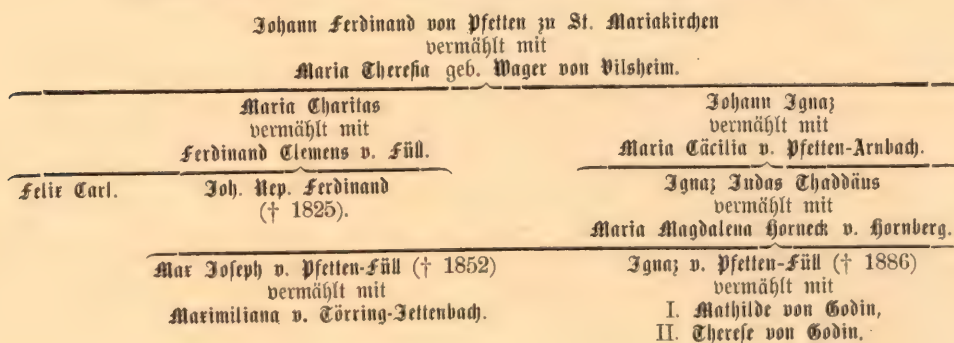 Johann Ferdinand von Pfetten zu St. Mariakirchen
vermählt mit
Maria Theresia geb. Wager von Vilsheim.
Maria Charitas
vermählt mit
Ferdinand Clemens v. Füll.
Johann Ignaz
vermählt mit
Maria Cäcilia v. Pfetten-Arnbach.
Felix Carl.
Joh. Nep. Ferdinand
(† 1825).
Ignaz Judas Thaddäus
vermählt mit
Maria Magdalena Horneck v. Hornberg.
Max Joseph v. Pfetten-Füll († 1852)
vermählt mit
Maximiliana v. Törring-Jettenbach.
Ignaz v. Pfetten-Füll († 1886)
vermählt mit
I. Mathilde von Godin,
II. Therese von Godin.